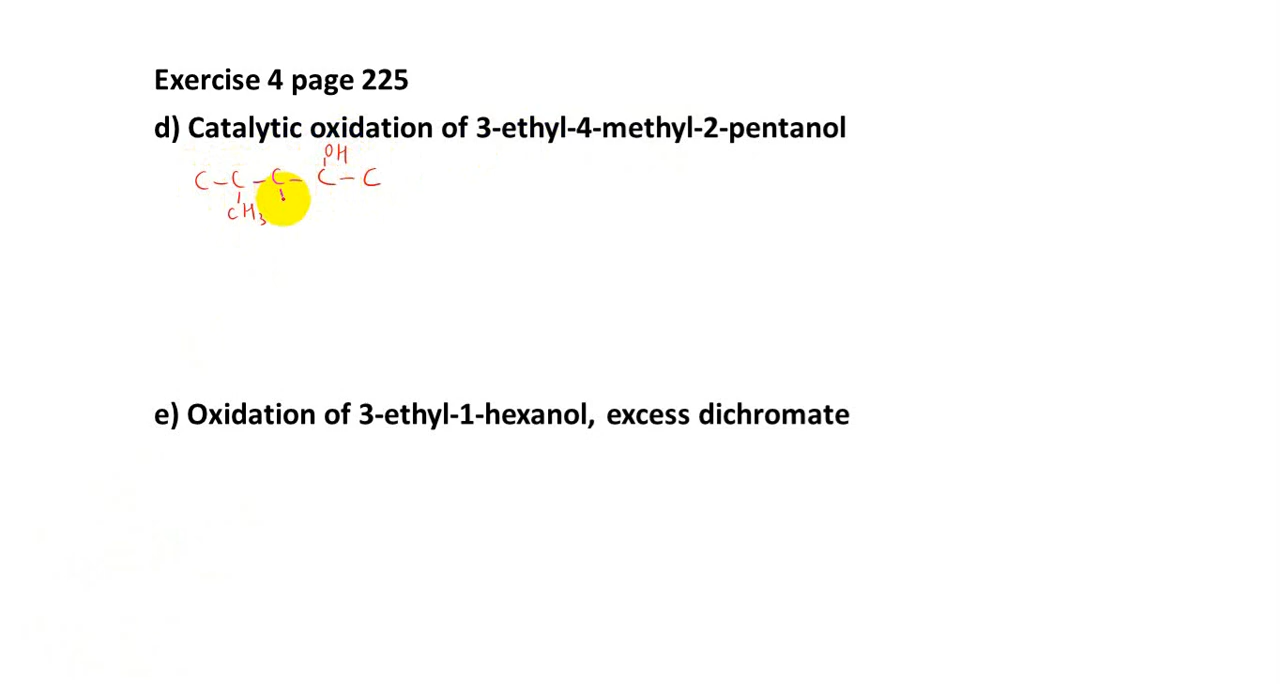 Exercise 4 page 225
d) Catalytic oxidation of 3-ethyl-4-methyl-2-pentanol
OH
C-C-C-C-C
CH3
e) Oxidation of 3-ethyl-1-hexanol, excess dichromate